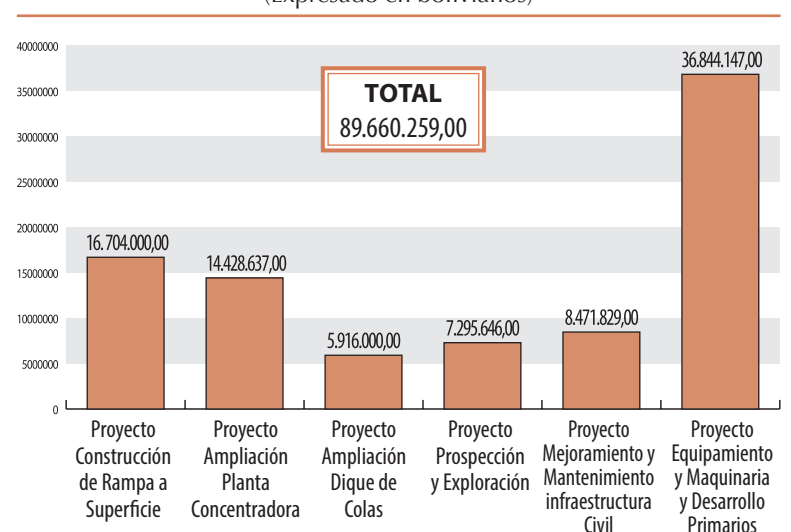 (Expresado en bolivianos)
40000000
35000000
30000000
25000000
20000000
15000000
10000000
5000000
0
TOTAL
89.660.259,00
16.704.000,00
14.428.637,00
5.916.000,00
7.295.646,00
8.471.829,00
36.844.147,00
Proyecto
Construcción
de Rampa a
Superficie
Proyecto
Ampliación
Planta
Concentradora
Proyecto
Ampliación
Dique de
Colas
Proyecto
Prospección
y Exploración
Proyecto
Mejoramiento y
Mantenimiento
infraestructura
Civil
Proyecto
Equipamiento
y Maquinaria
y Desarrollo
Primarios